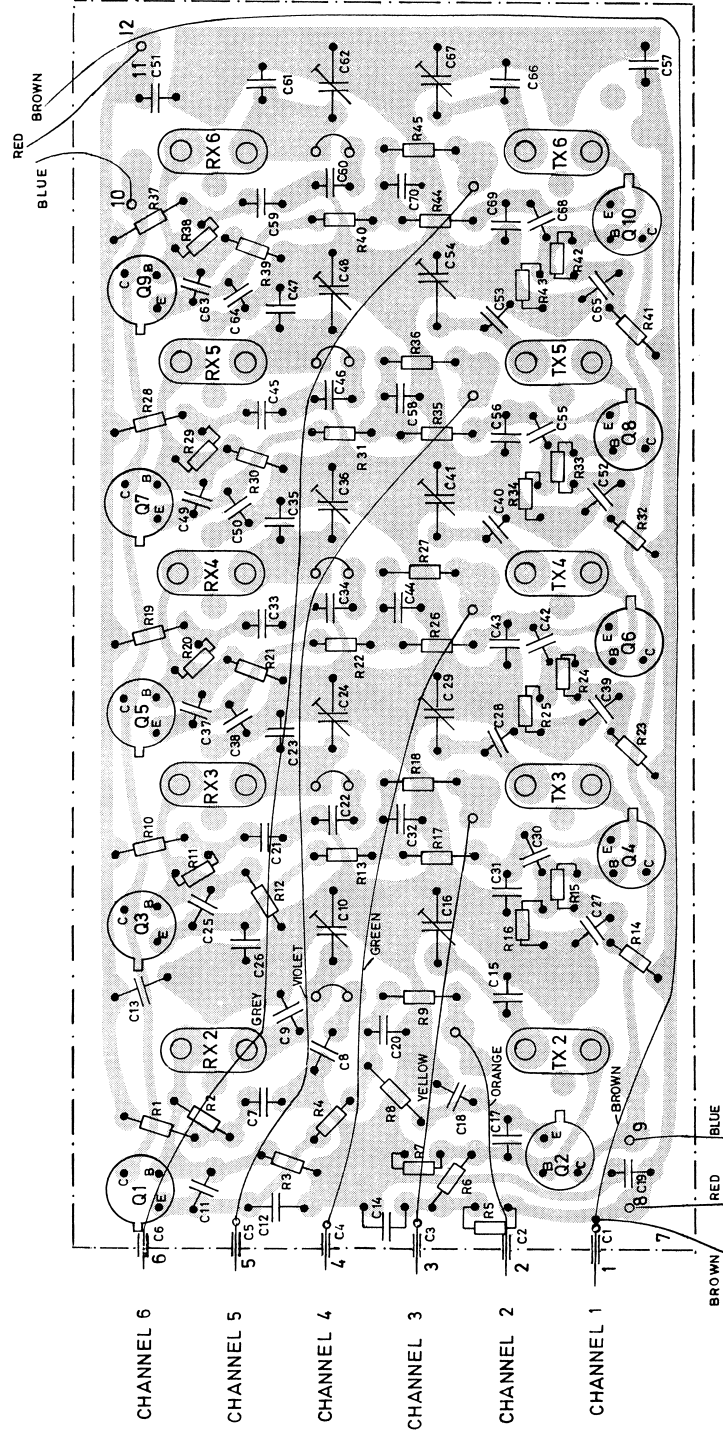 BROWN
RED
BLUE
12
11
C51
10
R37
RX6
C61
C62
C67
C66
C57
R45
TX6
C60
C70
C59
R38
R39
R40
R44
C69
C68
E
B
C
Q10
Q9
C
B
E
C63
C64
C47
C48
C54
C53
R43
R42
C65
R41
RX5
R36
TX5
R28
C45
C46
C58
R29
R30
R31
R35
C56
C55
E
B
C
Q8
Q7
C
B
E
C49
C50
C35
C36
C41
C40
R34
R33
C52
R32
RX4
R27
TX4
R19
C33
C34
C44
R20
R21
R22
R26
C43
C42
E
B
C
Q6
Q5
C
B
E
C37
C38
C23
C24
C29
C28
R25
R24
C39
R23
RX3
R18
TX3
R10
C21
C22
C32
R11
R12
R13
R17
C31
C30
E
B
C
Q4
Q3
C
B
E
C25
C26
C10
C16
R16
R15
C27
R14
C13
GREY
VIOLET
GREEN
C15
RX2
C9
C8
C20
R9
YELLOW
ORANGE
TX2
BROWN
R1
R2
C7
R4
R8
C18
C17
E
B
C
Q2
9
BLUE
Q1
C
B
E
C11
R3
C12
C14
R7
R6
R5
C19
8
RED
C6
C5
C4
C3
C2
C1
7
6
5
4
3
2
1
BROWN
CHANNEL 6
CHANNEL 5
CHANNEL 4
CHANNEL 3
CHANNEL 2
CHANNEL 1